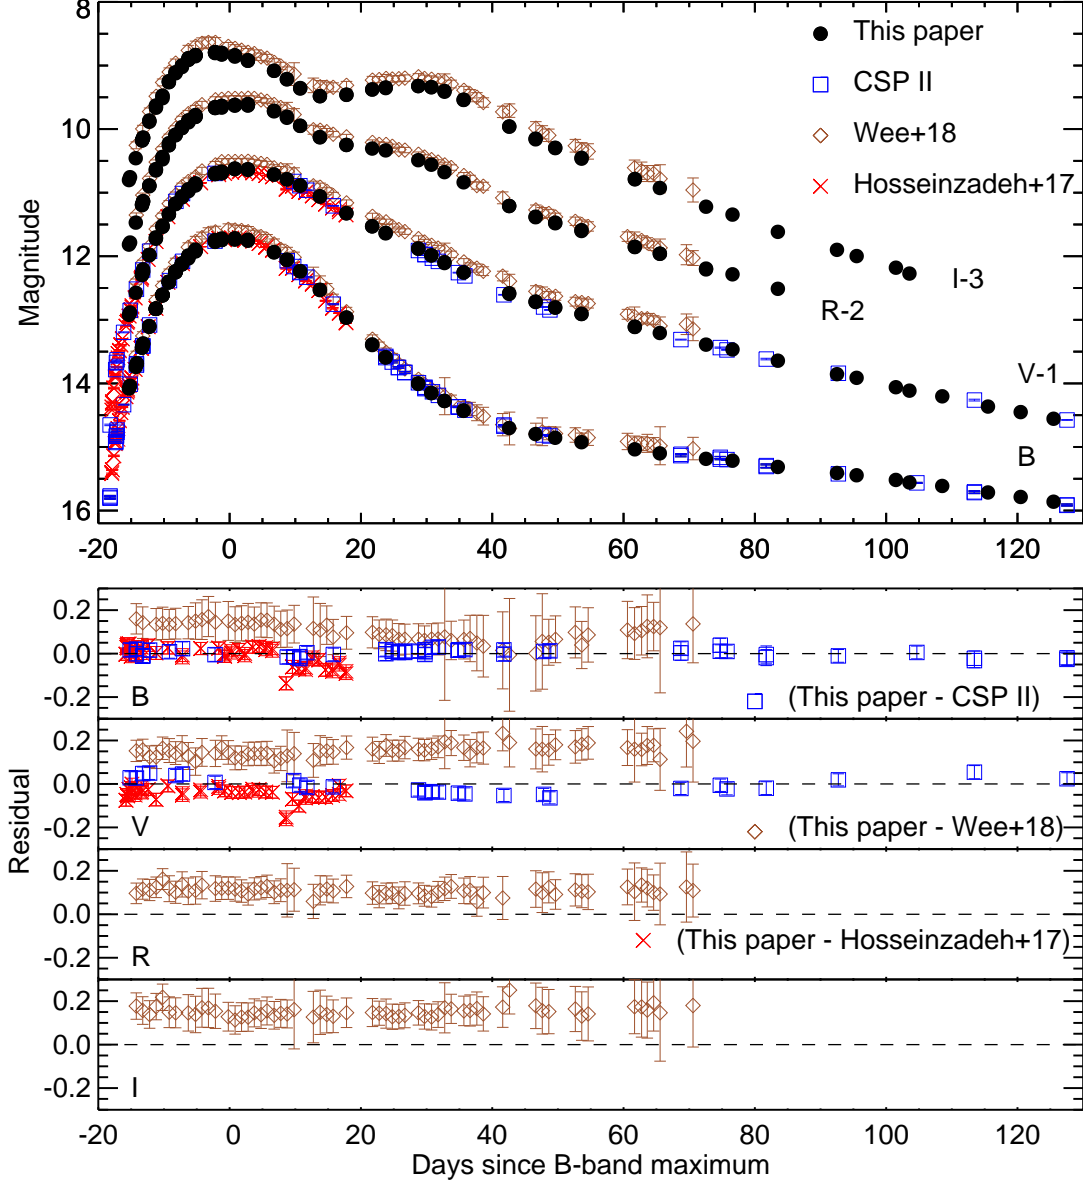 8
10
12
14
16
Magnitude
This paper
CSP II
Wee+18
Hosseinzadeh+17
I-3
R-2
V-1
B
-20 0 20 40 60 80 100 120
0.2
0.0
-0.2
B
(This paper - CSP II)
0.2
0.0
-0.2
V
(This paper - Wee+18)
Residual
0.2
0.0
-0.2
R
(This paper - Hosseinzadeh+17)
0.2
0.0
-0.2
I
-20 0 20 40 60 80 100 120
Days since B-band maximum